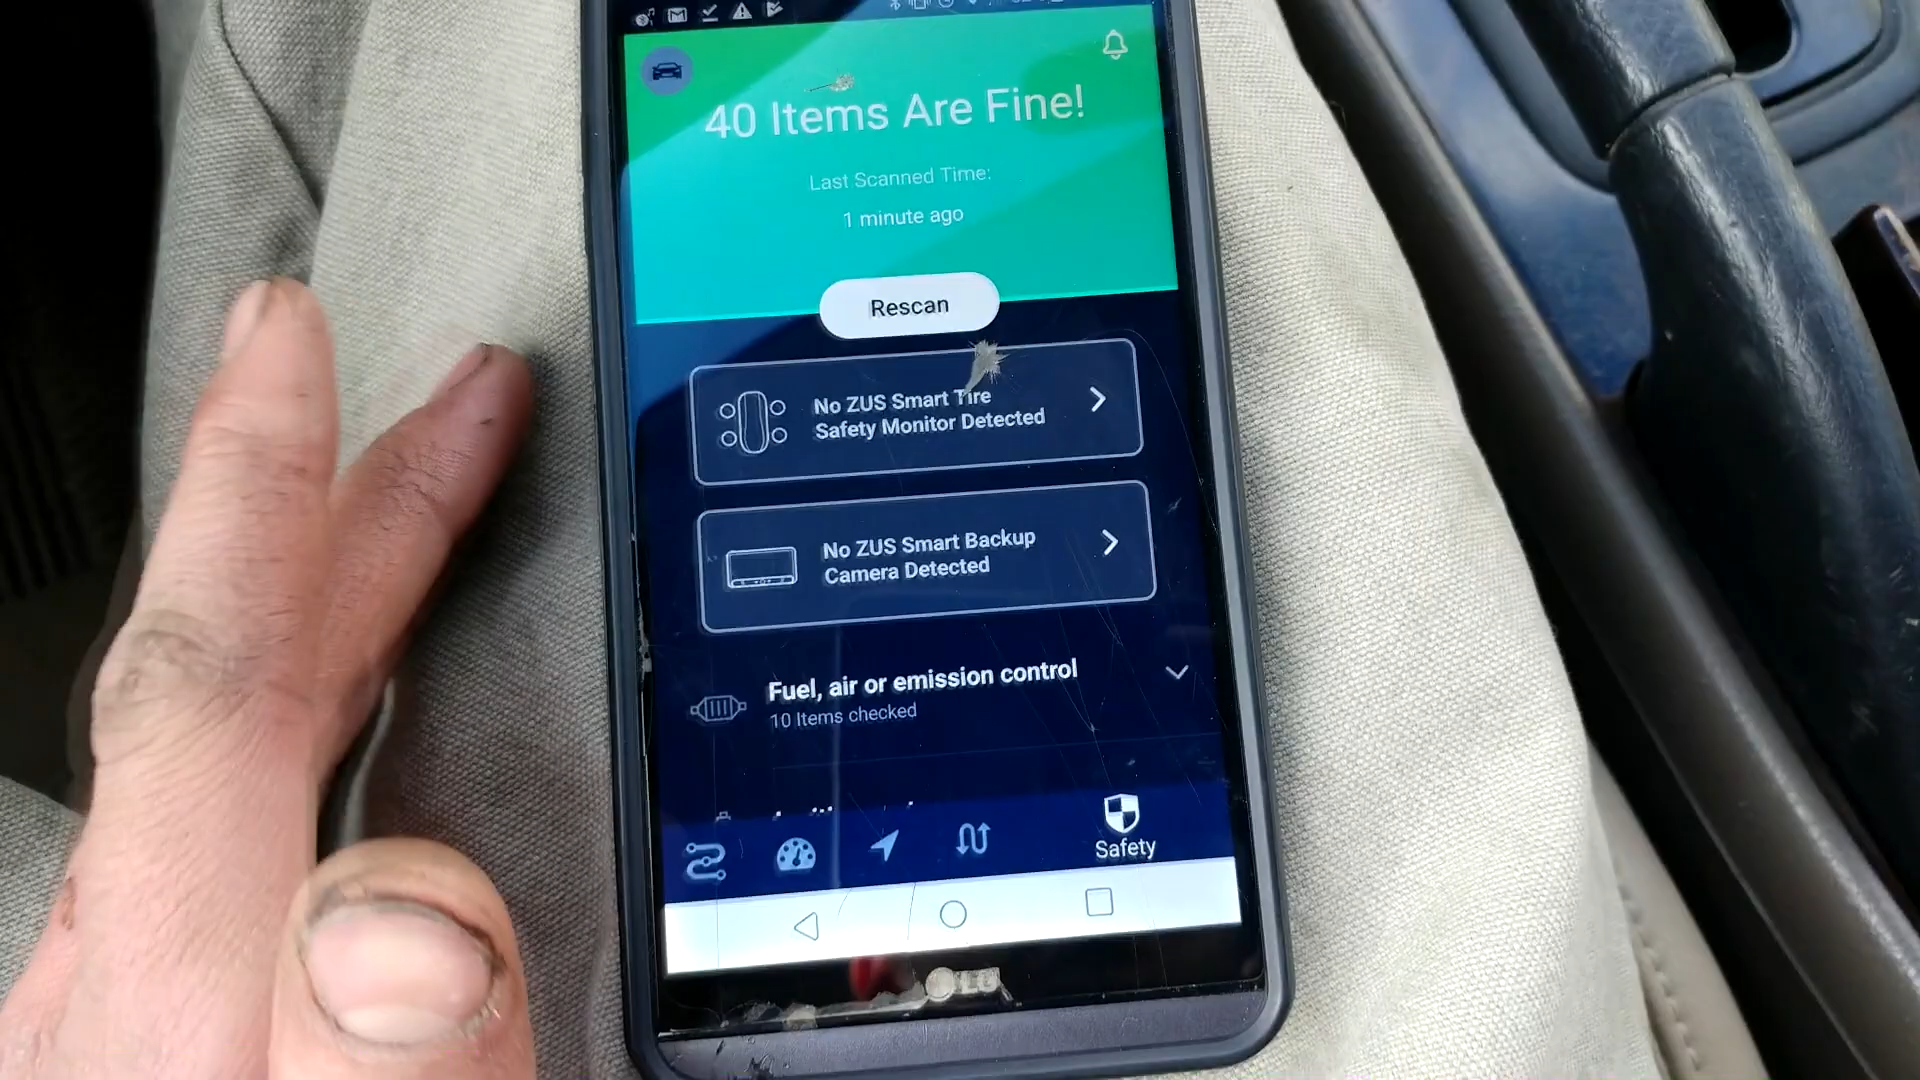 40 Items Are Fine!
Last Scanned Time:
1 minute ago
Rescan
No ZUS Smart Tire
Safety Monitor Detected
No ZUS Smart Backup
Camera Detected
Fuel, air or emission control
10 Items checked
Safety
LG